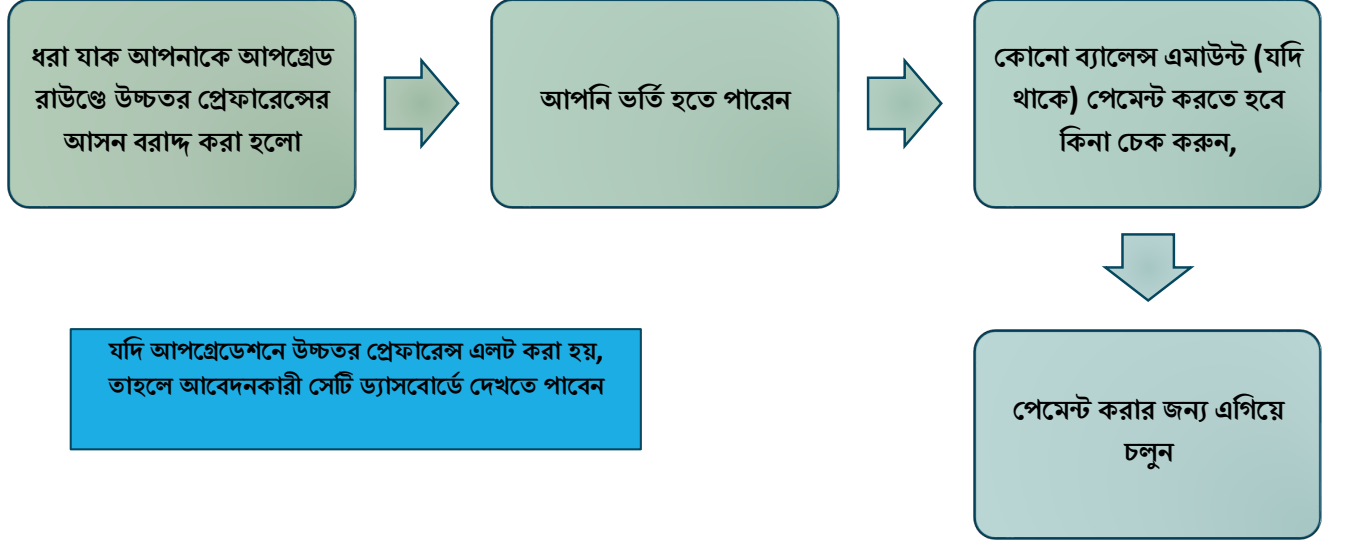 ধরা যাক আপনাকে আপগ্রেড
রাউণ্ডে উচ্চতর প্রেফারেন্সের
আসন বরাদ্দ করা হলো
আপনি ভর্তি হতে পারেন
কোনো ব্যালেন্স এমাউন্ট (যদি
থাকে) পেমেন্ট করতে হবে
কিনা চেক করুন,
যদি আপগ্রেডেশনে উচ্চতর প্রেফারেন্স এলট করা হয়,
তাহলে আবেদনকারী সেটি ড্যাসবোর্ডে দেখতে পাবেন
পেমেন্ট করার জন্য এগিয়ে
চলুন